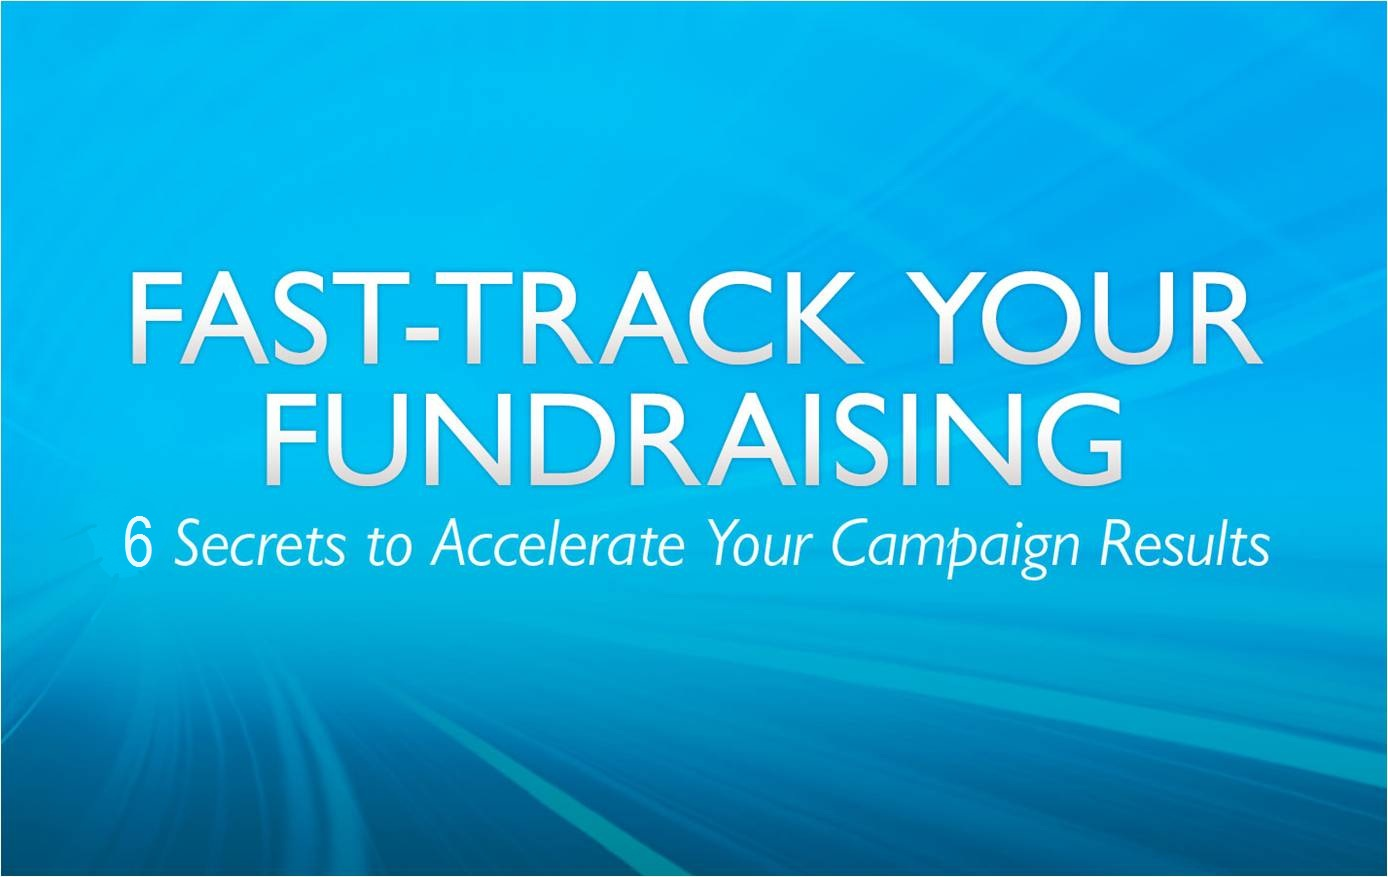 FAST-TRACK YOUR
FUNDRAISING
6 Secrets to Accelerate Your Campaign Results